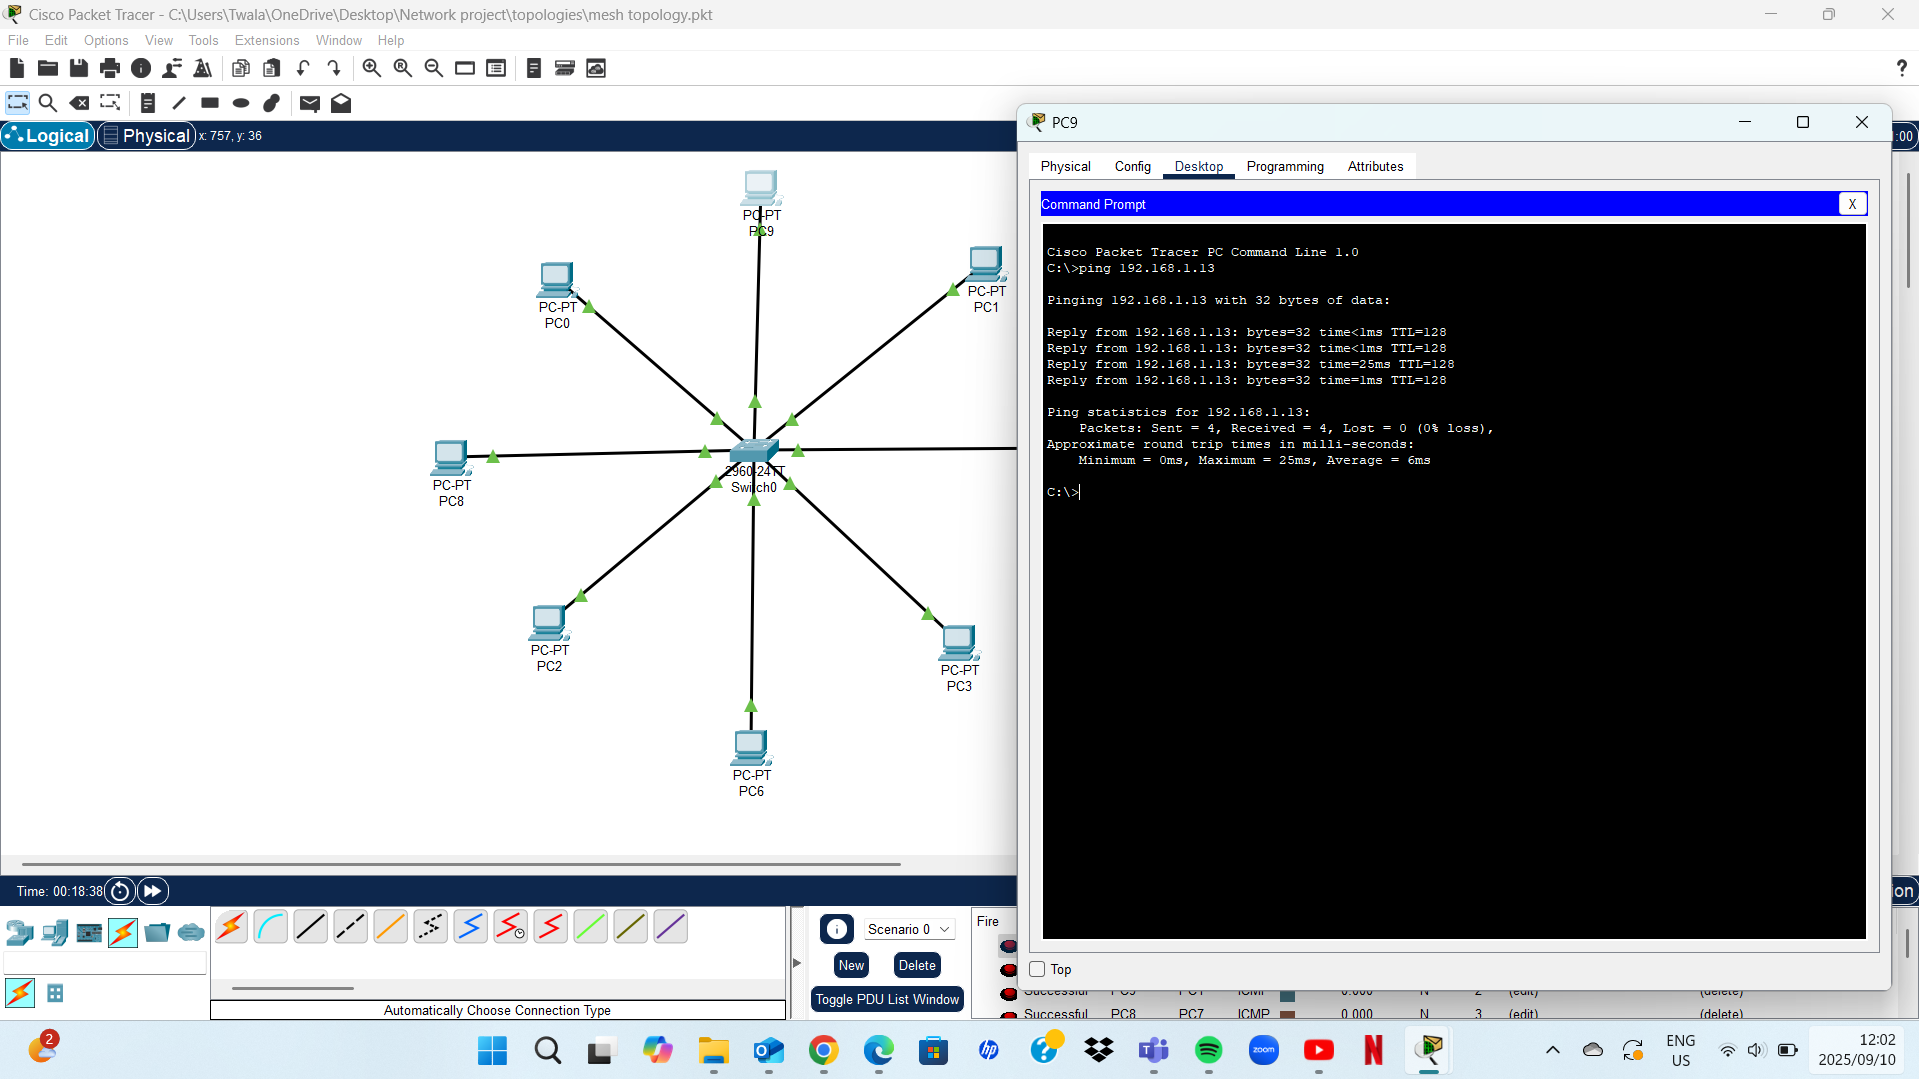 Cisco Packet Tracer - C:\Users\Twala\OneDrive\Desktop\Network project\topologies\mesh topology.pkt
File Edit Options View Tools Extensions Window Help
?
Logical Physical x: 757, y: 36
:00
PC-PT
PC9
PC-PT
PC0
PC-PT
PC1
PC-PT
PC8
2960-24TT
Switch0
PC-PT
PC2
PC-PT
PC3
PC-PT
PC6
PC9
Physical Config Desktop Programming Attributes
Command Prompt X
Cisco Packet Tracer PC Command Line 1.0
C:\>ping 192.168.1.13
Pinging 192.168.1.13 with 32 bytes of data:
Reply from 192.168.1.13: bytes=32 time<1ms TTL=128
Reply from 192.168.1.13: bytes=32 time<1ms TTL=128
Reply from 192.168.1.13: bytes=32 time=25ms TTL=128
Reply from 192.168.1.13: bytes=32 time=1ms TTL=128
Ping statistics for 192.168.1.13:
Packets: Sent = 4, Received = 4, Lost = 0 (0% loss),
Approximate round trip times in milli-seconds:
Minimum = 0ms, Maximum = 25ms, Average = 6ms
C:\>
Top
Time: 00:18:38
ion
Scenario 0
New Delete
Toggle PDU List Window
Fire
Successful PC8 PC7 ICMP 0.000 N 3 (edit) (delete)
Automatically Choose Connection Type
2
hp
zoom
N
ENG
US
12:02
2025/09/10